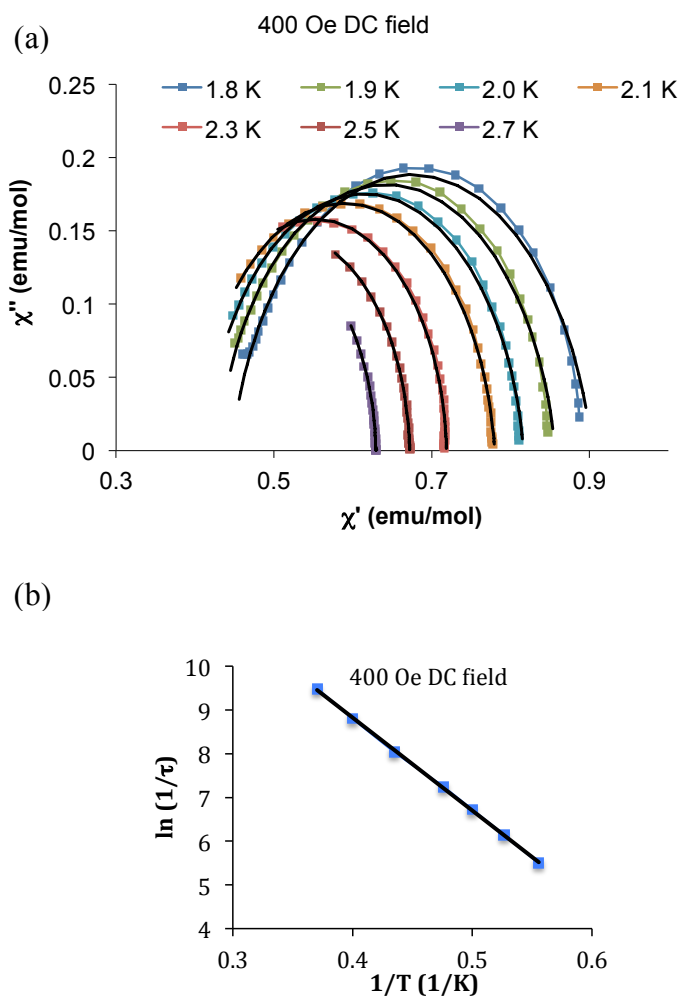 (a)
400 Oe DC field
0.25
1.8 K 1.9 K 2.0 K 2.1 K
2.3 K 2.5 K 2.7 K
0.2
0.15
0.1
0.05
0
χ'' (emu/mol)
0.3 0.5 0.7 0.9
χ' (emu/mol)
(b)
400 Oe DC field
10
9
8
7
6
5
4
ln (1/τ)
0.3 0.4 0.5 0.6
1/T (1/K)